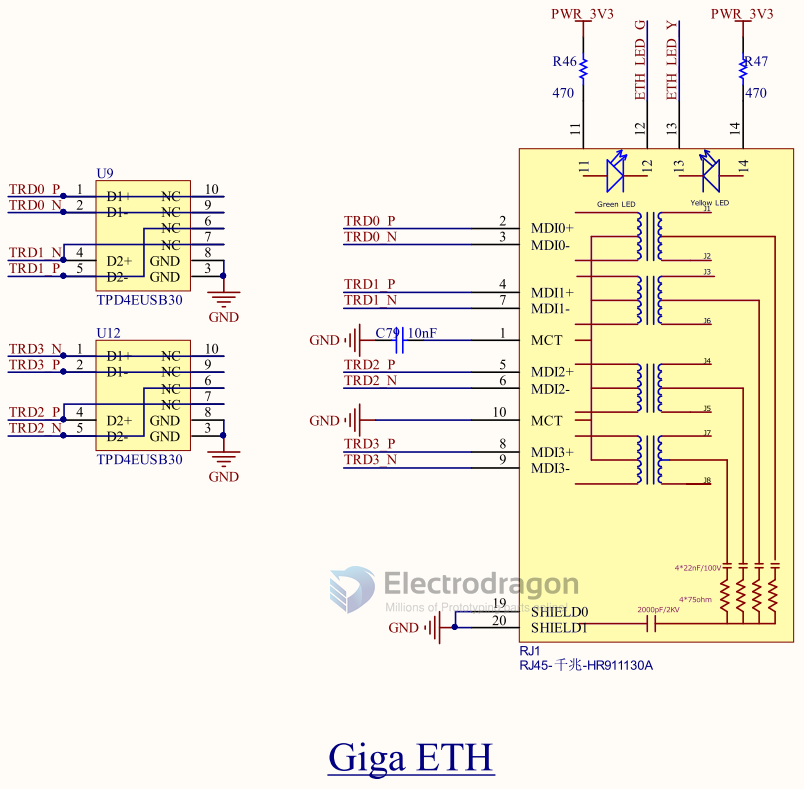 PWR_3V3
PWR_3V3
R46
470
ETH_LED_G
ETH_LED_Y
R47
470
11
12
13
14
11
12
13
14
Green LED
Yellow LED
U9
TRD0_P 1 D1+ NC 10
TRD0_N 2 D1- NC 9
NC 6
NC 7
TRD1_N 4 D2+ GND 8
TRD1_P 5 D2- GND 3
TPD4EUSB30
GND
U12
TRD3_N 1 D1+ NC 10
TRD3_P 2 D1- NC 9
NC 6
NC 7
TRD2_P 4 D2+ GND 8
TRD2_N 5 D2- GND 3
TPD4EUSB30
GND
TRD0_P 2 MDI0+
TRD0_N 3 MDI0-
TRD1_P 4 MDI1+
TRD1_N 7 MDI1-
GND C79 10nF 1 MCT
TRD2_P 5 MDI2+
TRD2_N 6 MDI2-
GND 10 MCT
TRD3_P 8 MDI3+
TRD3_N 9 MDI3-
J1
J2
J3
J6
J4
J5
J7
J8
4*22nF/100V
4*75ohm
2000pF/2KV
Electrodragon
Millions of Prototyping parts
19 SHIELD0
GND 20 SHIELD1
RJ1
RJ45-千兆-HR911130A
Giga ETH